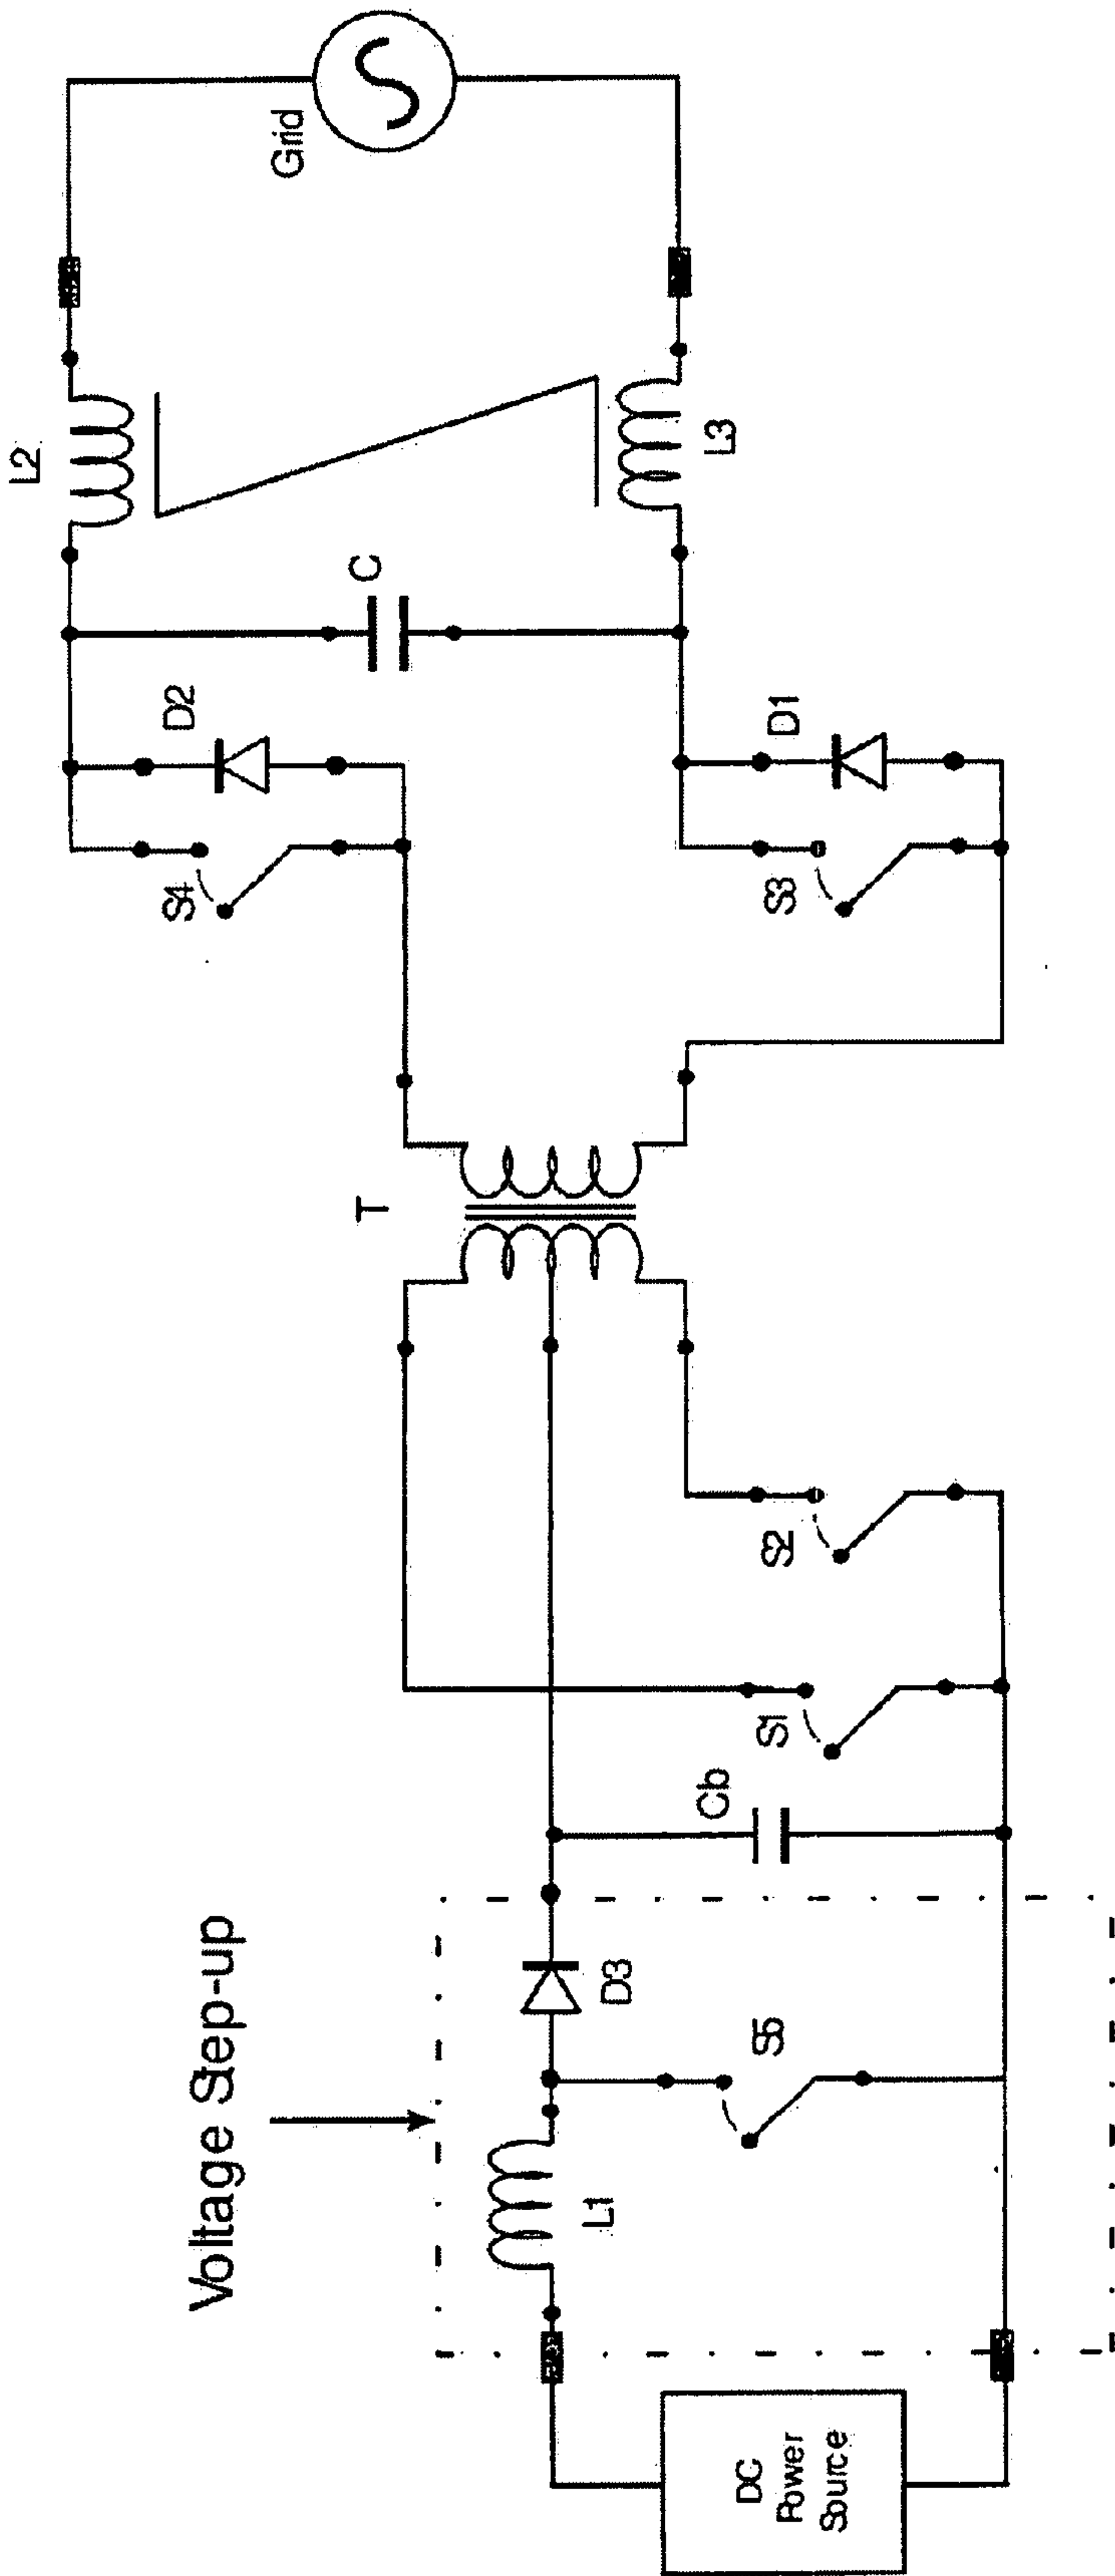 Voltage Step-up
DC
Power
Source
L1
D3
S5
Cb
S1
S2
T
S4
D2
S3
D1
C
L2
L3
Grid